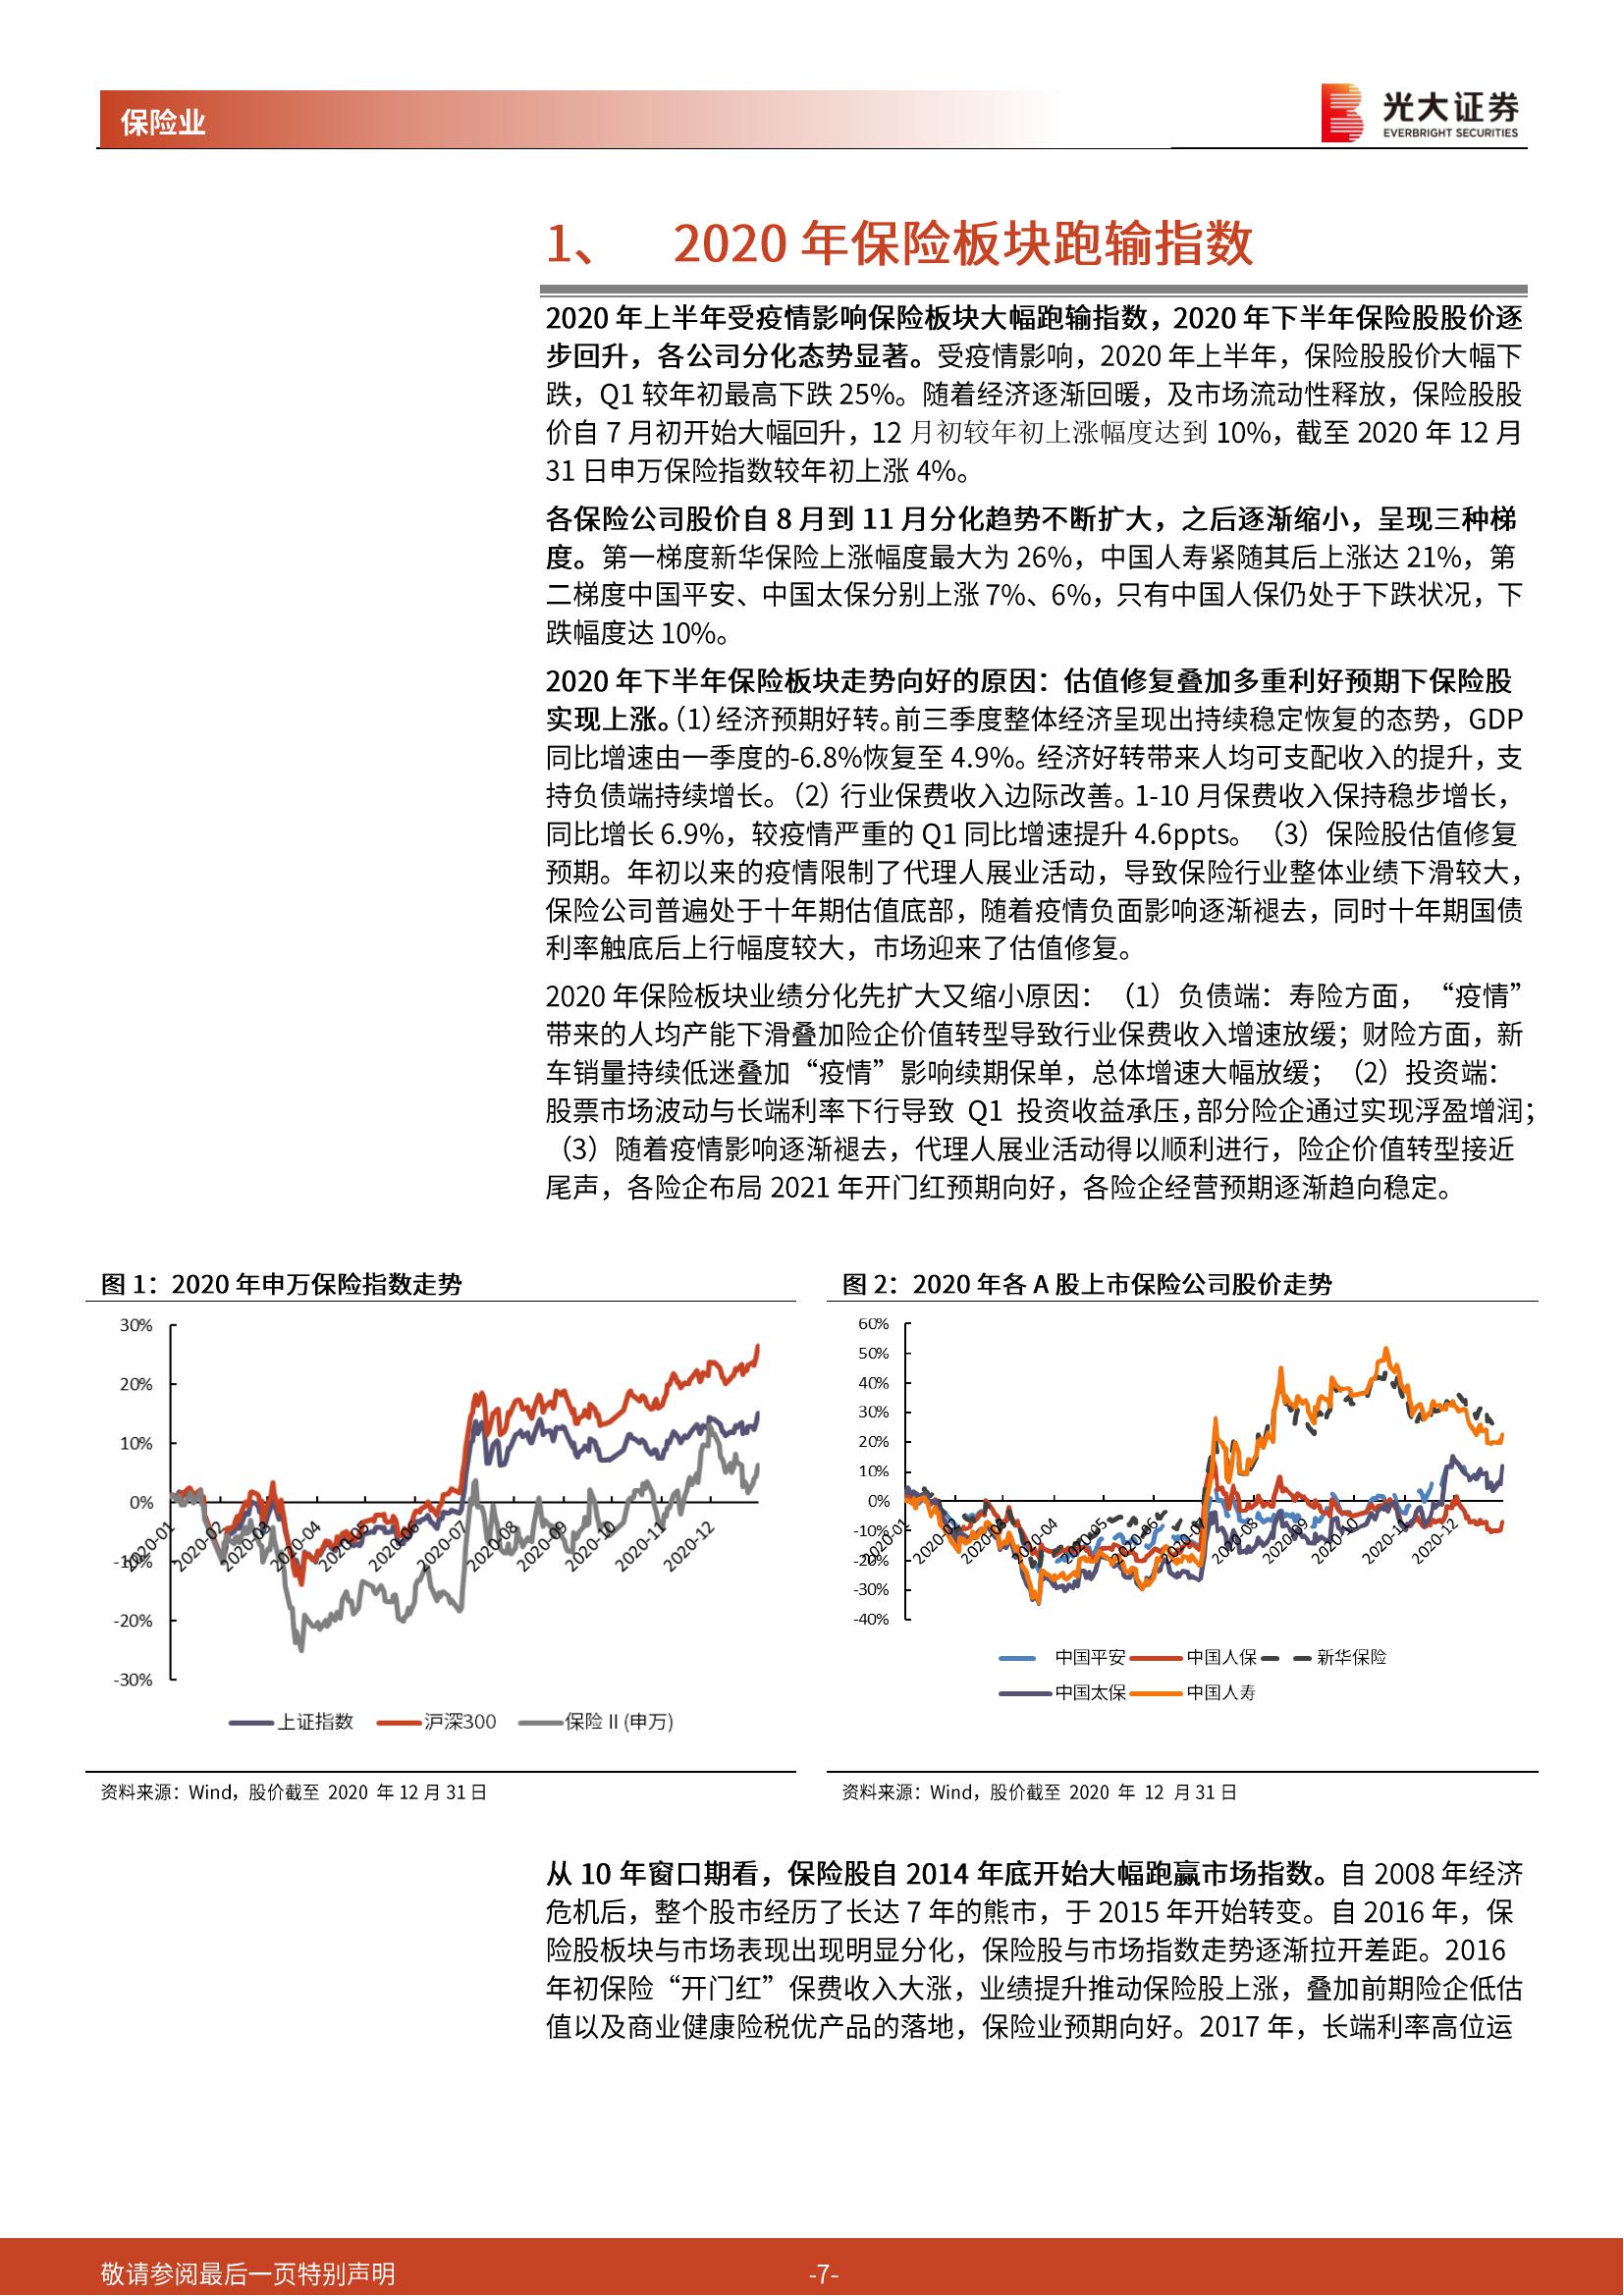 保险业
光大证券
EVERBRIGHT SECURITIES
1、 2020 年保险板块跑输指数
2020 年上半年受疫情影响保险板块大幅跑输指数，2020 年下半年保险股股价逐
步回升，各公司分化态势显著。受疫情影响，2020 年上半年，保险股股价大幅下
跌，Q1 较年初最高下跌 25%。随着经济逐渐回暖，及市场流动性释放，保险股股
价自 7 月初开始大幅回升，12 月初较年初上涨幅度达到 10%，截至 2020 年 12 月
31 日申万保险指数较年初上涨 4%。
各保险公司股价自 8 月到 11 月分化趋势不断扩大，之后逐渐缩小，呈现三种梯
度。第一梯度新华保险上涨幅度最大为 26%，中国人寿紧随其后上涨达 21%，第
二梯度中国平安、中国太保分别上涨 7%、6%，只有中国人保仍处于下跌状况，下
跌幅度达 10%。
2020 年下半年保险板块走势向好的原因：估值修复叠加多重利好预期下保险股
实现上涨。（1）经济预期好转。前三季度整体经济呈现出持续稳定恢复的态势，GDP
同比增速由一季度的-6.8%恢复至 4.9%。经济好转带来人均可支配收入的提升，支
持负债端持续增长。（2）行业保费收入边际改善。1-10 月保费收入保持稳步增长，
同比增长 6.9%，较疫情严重的 Q1 同比增速提升 4.6ppts。（3）保险股估值修复
预期。年初以来的疫情限制了代理人展业活动，导致保险行业整体业绩下滑较大，
保险公司普遍处于十年期估值底部，随着疫情负面影响逐渐褪去，同时十年期国债
利率触底后上行幅度较大，市场迎来了估值修复。
2020 年保险板块业绩分化先扩大又缩小原因：（1）负债端：寿险方面，“疫情”
带来的人均产能下滑叠加险企价值转型导致行业保费收入增速放缓；财险方面，新
车销量持续低迷叠加“疫情”影响续期保单，总体增速大幅放缓；（2）投资端：
股票市场波动与长端利率下行导致 Q1 投资收益承压，部分险企通过实现浮盈增润；
（3）随着疫情影响逐渐褪去，代理人展业活动得以顺利进行，险企价值转型接近
尾声，各险企布局 2021 年开门红预期向好，各险企经营预期逐渐趋向稳定。
图 1：2020 年申万保险指数走势
30%
20%
10%
0%
-10%
-20%
-30%
2020-01
2020-02
2020-03
2020-04
2020-05
2020-06
2020-07
2020-08
2020-09
2020-10
2020-11
2020-12
上证指数 沪深300 保险 II (申万)
资料来源：Wind，股价截至 2020 年 12 月 31 日
图 2：2020 年各 A 股上市保险公司股价走势
60%
50%
40%
30%
20%
10%
0%
-10%
-20%
-30%
-40%
2020-01
2020-02
2020-03
2020-04
2020-05
2020-06
2020-07
2020-08
2020-09
2020-10
2020-11
2020-12
中国平安 中国人保 新华保险
中国太保 中国人寿
资料来源：Wind，股价截至 2020 年 12 月 31 日
从 10 年窗口期看，保险股自 2014 年底开始大幅跑赢市场指数。自 2008 年经济
危机后，整个股市经历了长达 7 年的熊市，于 2015 年开始转变。自 2016 年，保
险股板块与市场表现出现明显分化，保险股与市场指数走势逐渐拉开差距。2016
年初保险“开门红”保费收入大涨，业绩提升推动保险股上涨，叠加前期险企低估
值以及商业健康险税优产品的落地，保险业预期向好。2017 年，长端利率高位运
敬请参阅最后一页特别声明
-7-